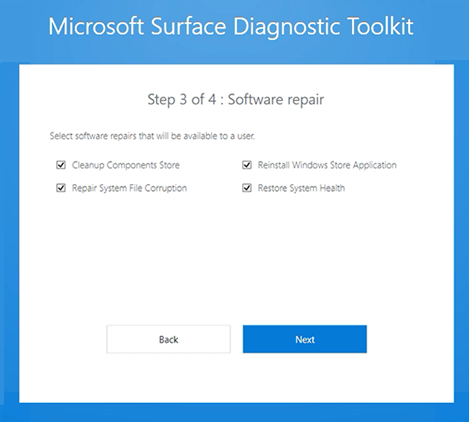 Microsoft Surface Diagnostic Toolkit
Step 3 of 4 : Software repair
Select software repairs that will be available to a user.
Cleanup Components Store
Reinstall Windows Store Application
Repair System File Corruption
Restore System Health
Back
Next